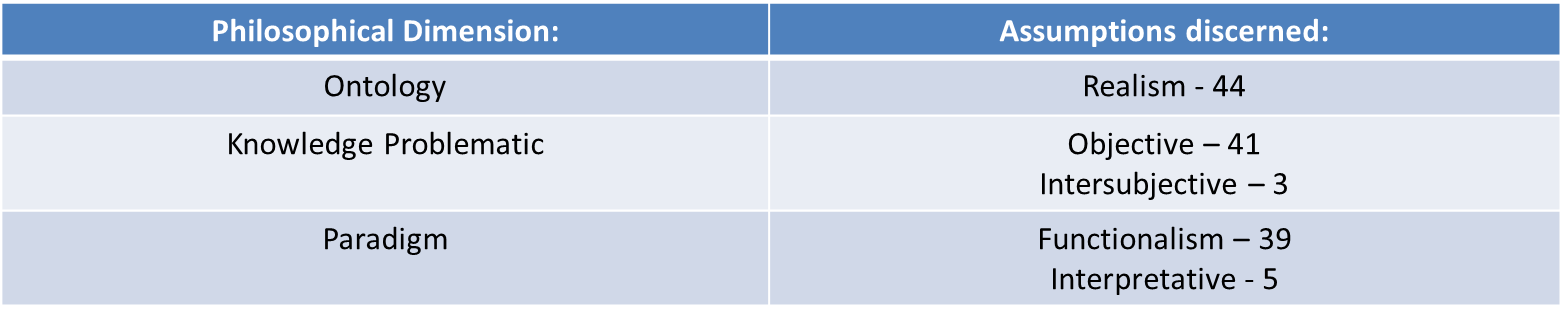 Philosophical Dimension: Assumptions discerned:
Ontology Realism - 44
Knowledge Problematic Objective – 41
Intersubjective – 3
Paradigm Functionalism – 39
Interpretative - 5